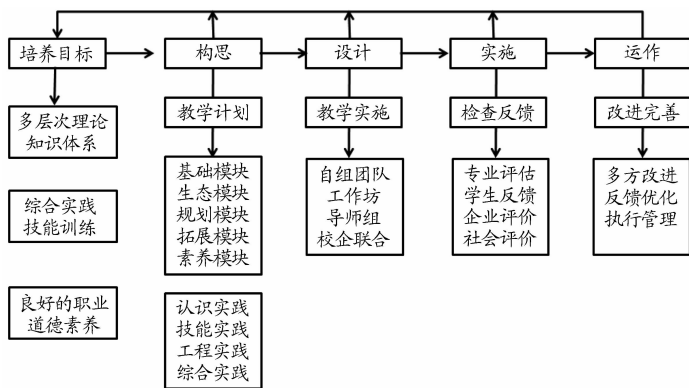 培养目标
构思
设计
实施
运作
多层次理论
知识体系
综合实践
技能训练
良好的职业
道德素养
教学计划
基础模块
生态模块
规划模块
拓展模块
素养模块
认识实践
技能实践
工程实践
综合实践
教学实施
自组团队
工作坊
导师组
校企联合
检查反馈
专业评估
学生反馈
企业评价
社会评价
改进完善
多方改进
反馈优化
执行管理